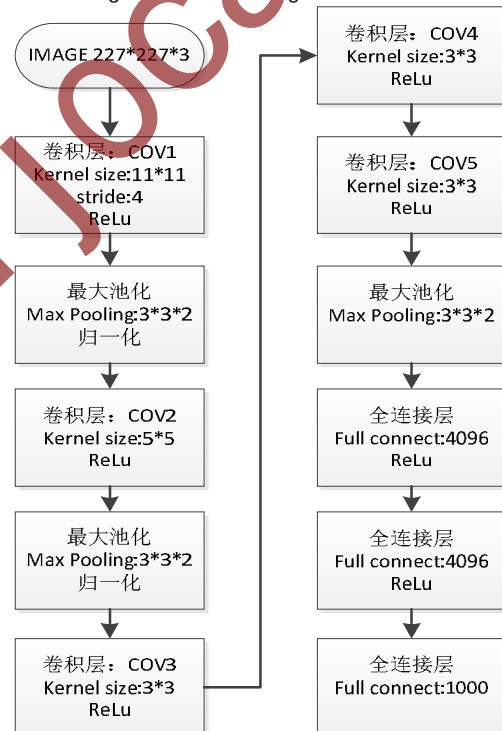 IMAGE 227*227*3
卷积层：COV1
Kernel size:11*11
stride:4
ReLu
最大池化
Max Pooling:3*3*2
归一化
卷积层：COV2
Kernel size:5*5
ReLu
最大池化
Max Pooling:3*3*2
归一化
卷积层：COV3
Kernel size:3*3
ReLu
卷积层：COV4
Kernel size:3*3
ReLu
卷积层：COV5
Kernel size:3*3
ReLu
最大池化
Max Pooling:3*3*2
全连接层
Full connect:4096
ReLu
全连接层
Full connect:4096
ReLu
全连接层
Full connect:1000